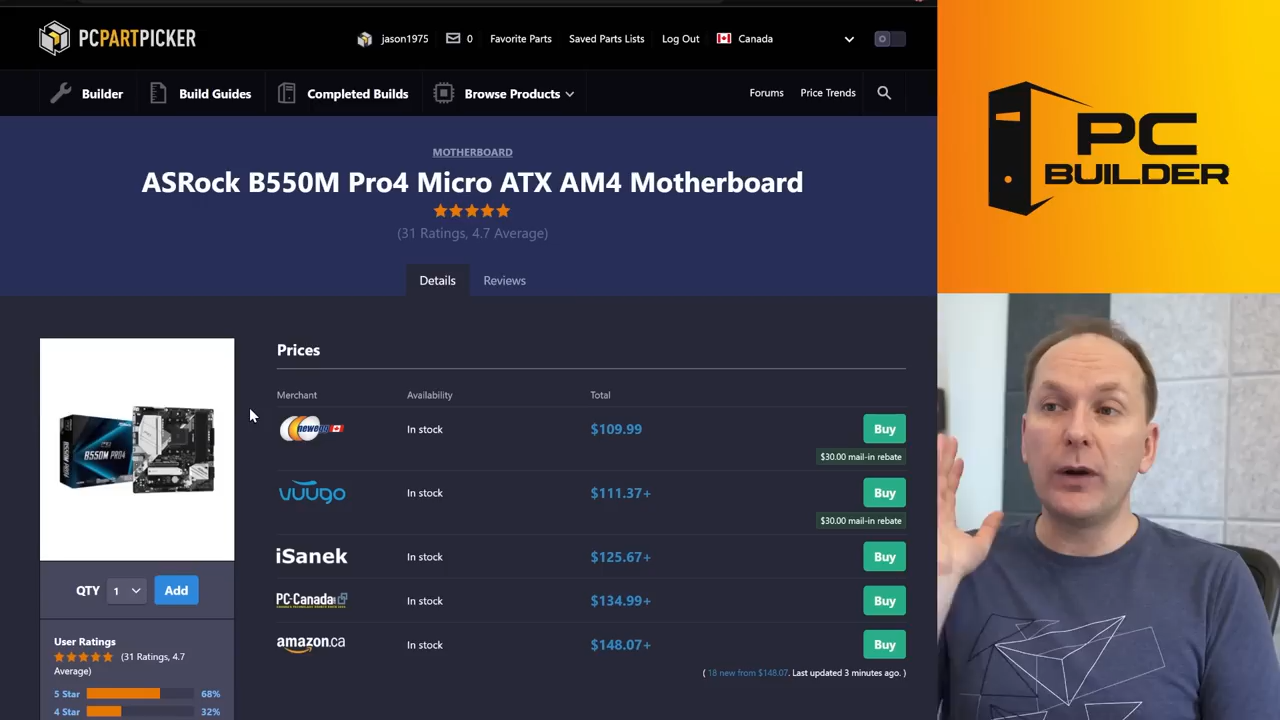 PCPARTPICKER
jason1975
0
Favorite Parts
Saved Parts Lists
Log Out
Canada
Builder
Build Guides
Completed Builds
Browse Products
Forums
Price Trends
MOTHERBOARD
ASRock B550M Pro4 Micro ATX AM4 Motherboard
(31 Ratings, 4.7 Average)
Details
Reviews
Prices
Merchant
Availability
Total
newegg
In stock
$109.99
Buy
$30.00 mail-in rebate
vuugo
In stock
$111.37+
Buy
$30.00 mail-in rebate
iSanek
In stock
$125.67+
Buy
PC-Canada
In stock
$134.99+
Buy
amazon.ca
In stock
$148.07+
Buy
( 18 new from $148.07. Last updated 3 minutes ago. )
B550M PRO4
QTY
1
Add
User Ratings
(31 Ratings, 4.7
Average)
5 Star
68%
4 Star
32%
PC
BUILDER